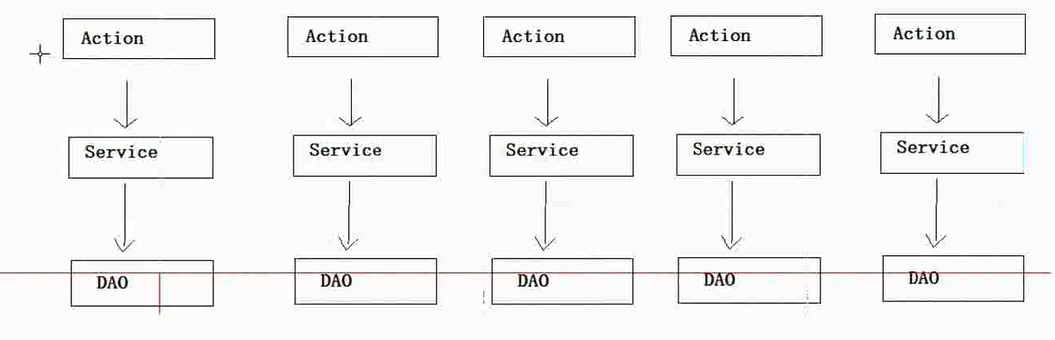 Action Action Action Action Action
Service Service Service Service Service
DAO DAO DAO DAO DAO